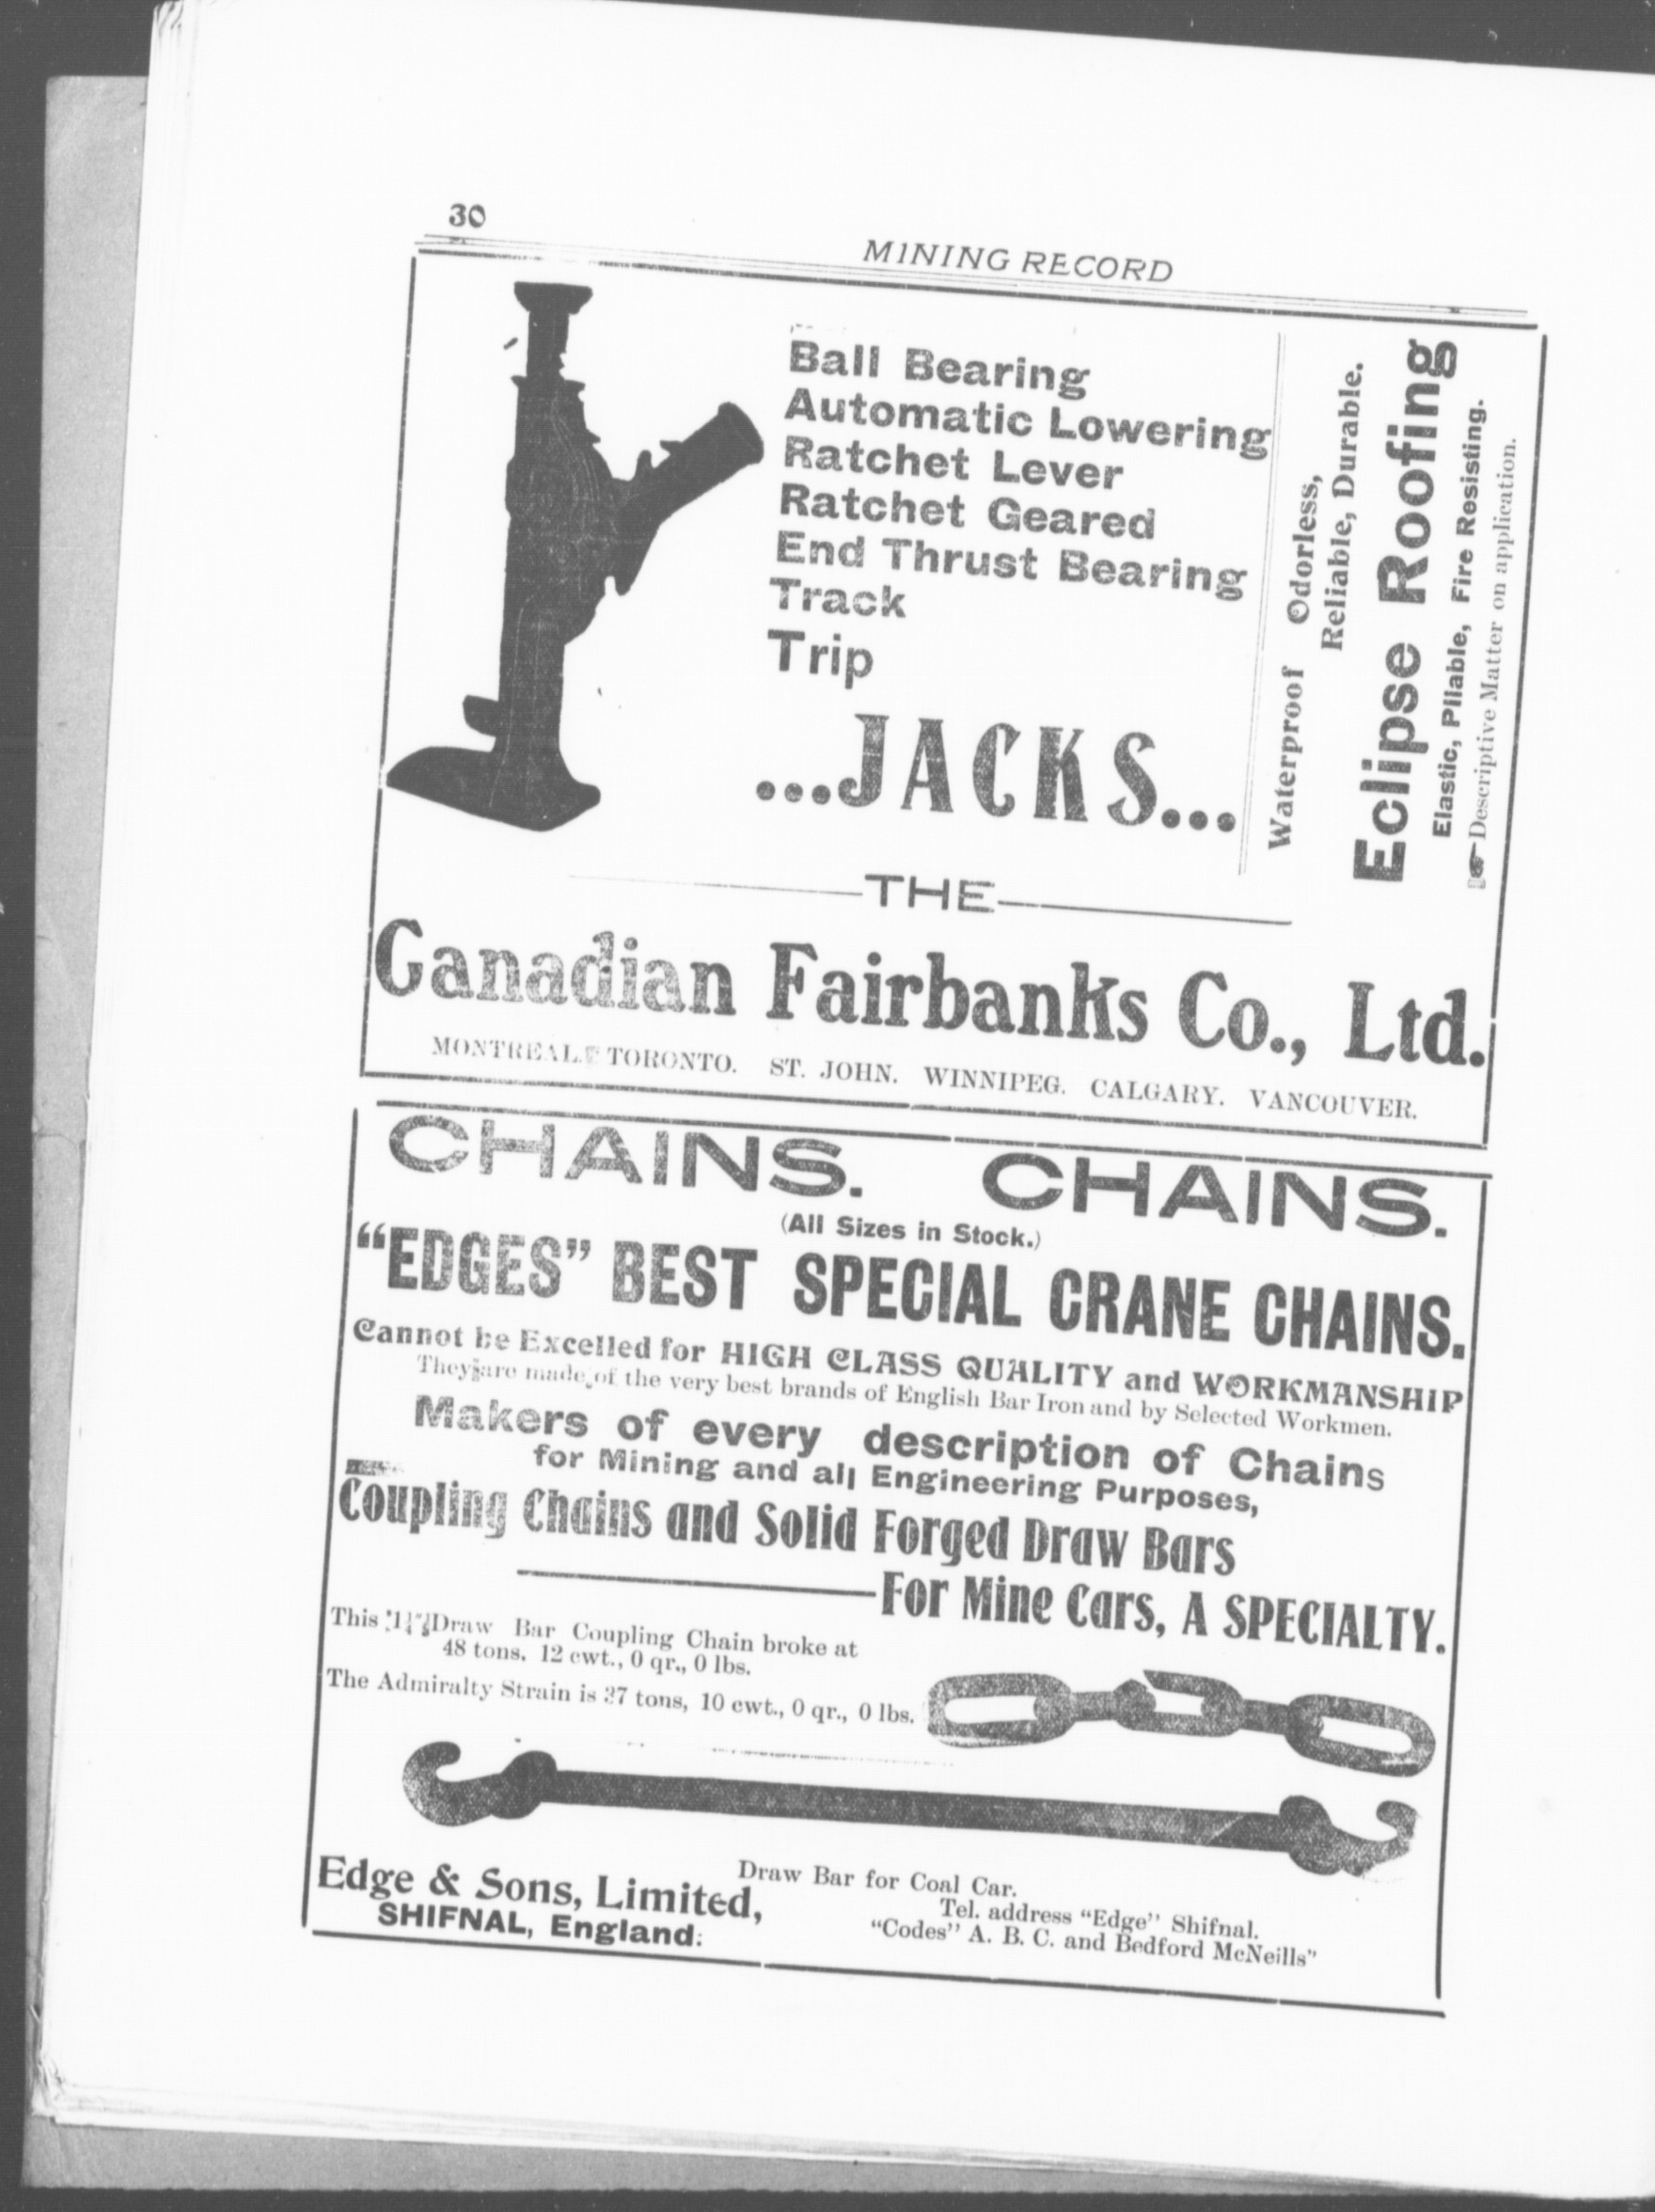 30
MINING RECORD
Ball Bearing
Automatic Lowering
Ratchet Lever
Ratchet Geared
End Thrust Bearing
Track
Trip
...JACKS...
Waterproof Odorless,
Reliable, Durable.
Eclipse Roofing
Elastic, Pliable, Fire Resisting.
☛Descriptive Matter on application.
THE
Canadian Fairbanks Co., Ltd.
MONTREAL. TORONTO. ST. JOHN. WINNIPEG. CALGARY. VANCOUVER.
CHAINS. CHAINS.
(All Sizes in Stock.)
"EDGES" BEST SPECIAL CRANE CHAINS.
Cannot be Excelled for HIGH CLASS QUALITY and WORKMANSHIP
They are made of the very best brands of English Bar Iron and by Selected Workmen.
Makers of every description of Chains
for Mining and all Engineering Purposes,
Coupling Chains and Solid Forged Draw Bars
For Mine Cars, A SPECIALTY.
This Draw Bar Coupling Chain broke at
48 tons. 12 cwt., 0 qr., 0 lbs.
The Admiralty Strain is 27 tons, 10 cwt., 0 qr., 0 lbs.
Draw Bar for Coal Car.
Edge & Sons, Limited,
SHIFNAL, England.
Tel. address "Edge" Shifnal.
"Codes" A. B. C. and Bedford McNeills"